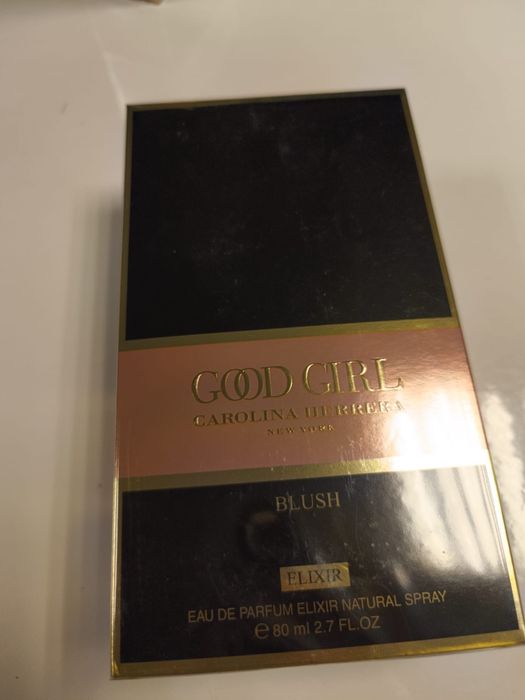 GOOD GIRL
CAROLINA HERRERA
NEW YORK
BLUSH
ELIXIR
EAU DE PARFUM ELIXIR NATURAL SPRAY
℮ 80 ml 2.7 FL.OZ